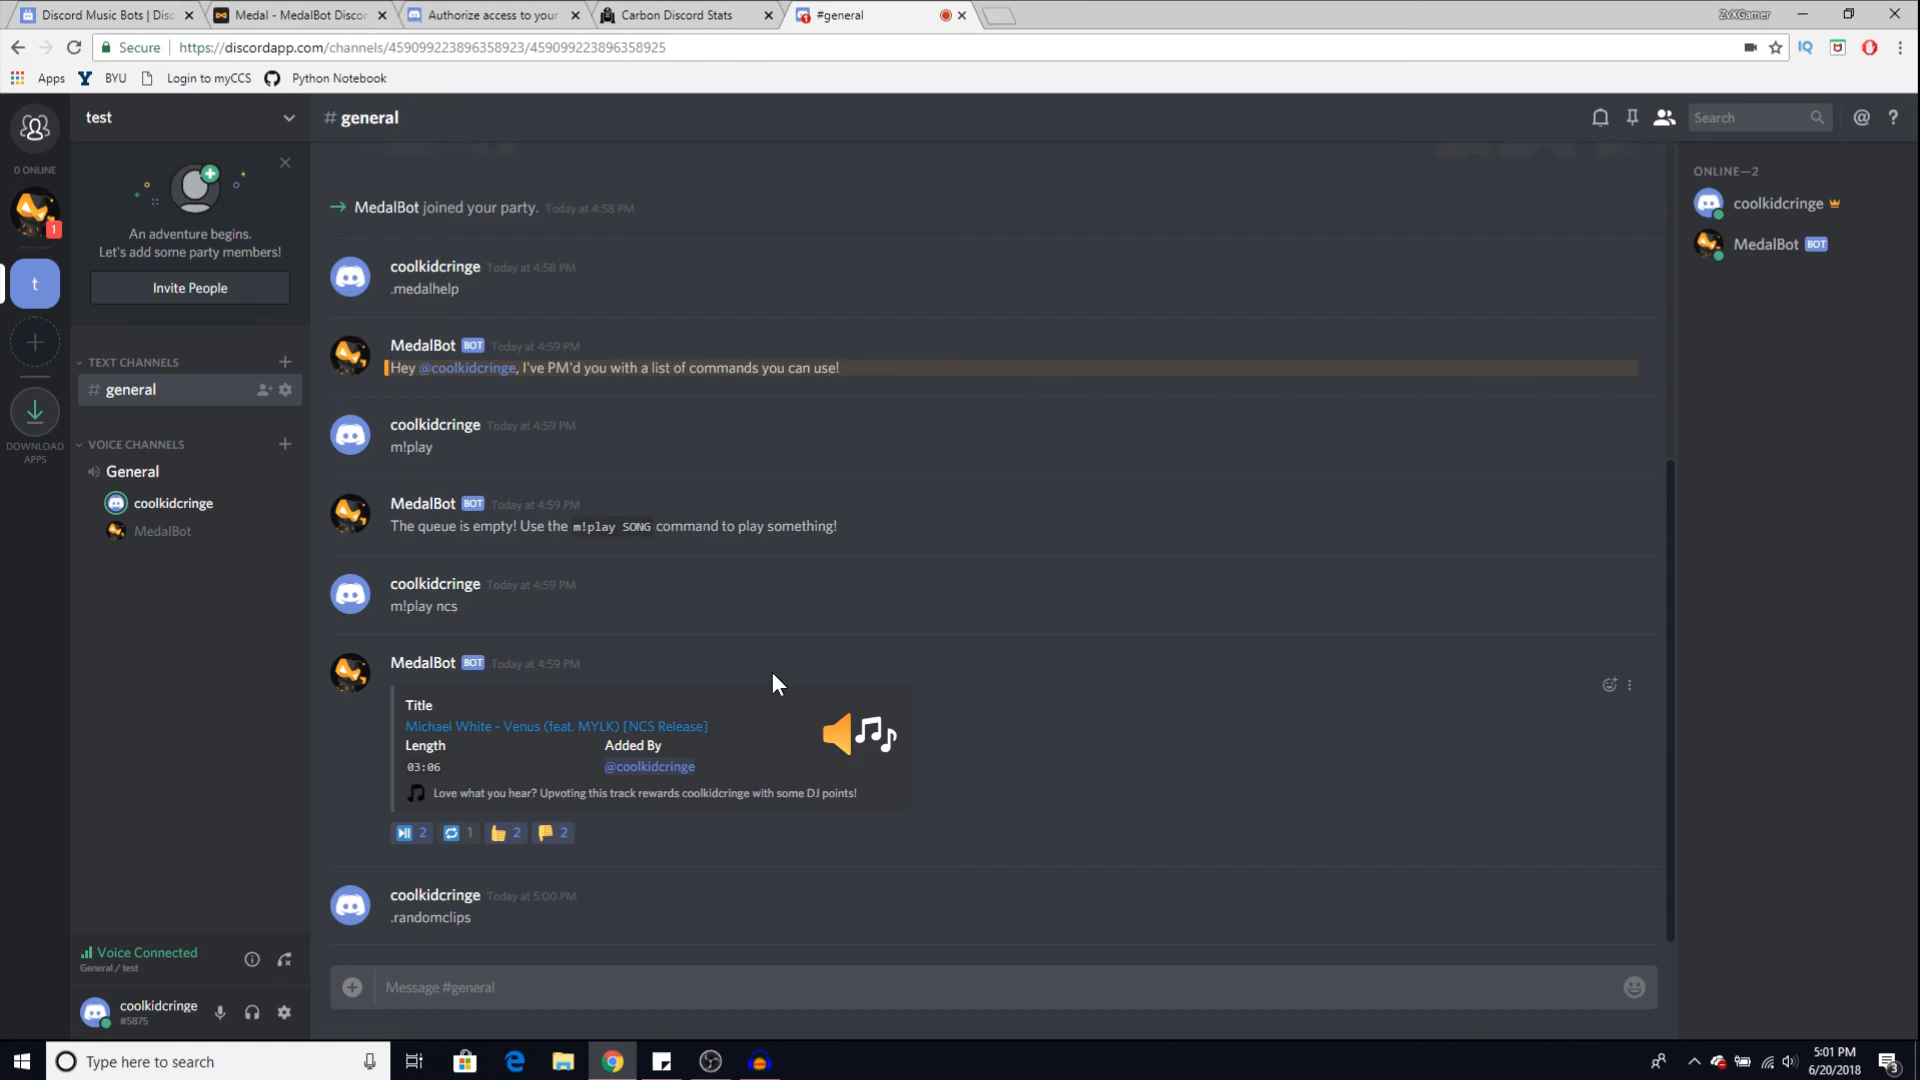 Discord Music Bots | Disc
Medal - MedalBot Discor
Authorize access to your
Carbon Discord Stats
#general
ZvXGamer
Secure
https://discordapp.com/channels/459099223896358923/459099223896358925
IQ
Apps
BYU
Login to myCCS
Python Notebook
test
# general
Search
@ ?
0 ONLINE
1
An adventure begins.
Let's add some party members!
Invite People
t
TEXT CHANNELS
# general
DOWNLOAD
APPS
VOICE CHANNELS
General
coolkidcringe
MedalBot
MedalBot joined your party. Today at 4:58 PM
coolkidcringe Today at 4:58 PM
.medalhelp
MedalBot BOT Today at 4:59 PM
Hey @coolkidcringe, I've PM'd you with a list of commands you can use!
coolkidcringe Today at 4:59 PM
m!play
MedalBot BOT Today at 4:59 PM
The queue is empty! Use the m!play SONG command to play something!
coolkidcringe Today at 4:59 PM
m!play ncs
MedalBot BOT Today at 4:59 PM
Title
Michael White - Venus (feat. MYLK) [NCS Release]
Length Added By
03:06 @coolkidcringe
Love what you hear? Upvoting this track rewards coolkidcringe with some DJ points!
2 1 2 2
coolkidcringe Today at 5:00 PM
.randomclips
Message #general
ONLINE—2
coolkidcringe
MedalBot BOT
Voice Connected
General / test
coolkidcringe
#5875
Type here to search
5:01 PM
6/20/2018
3